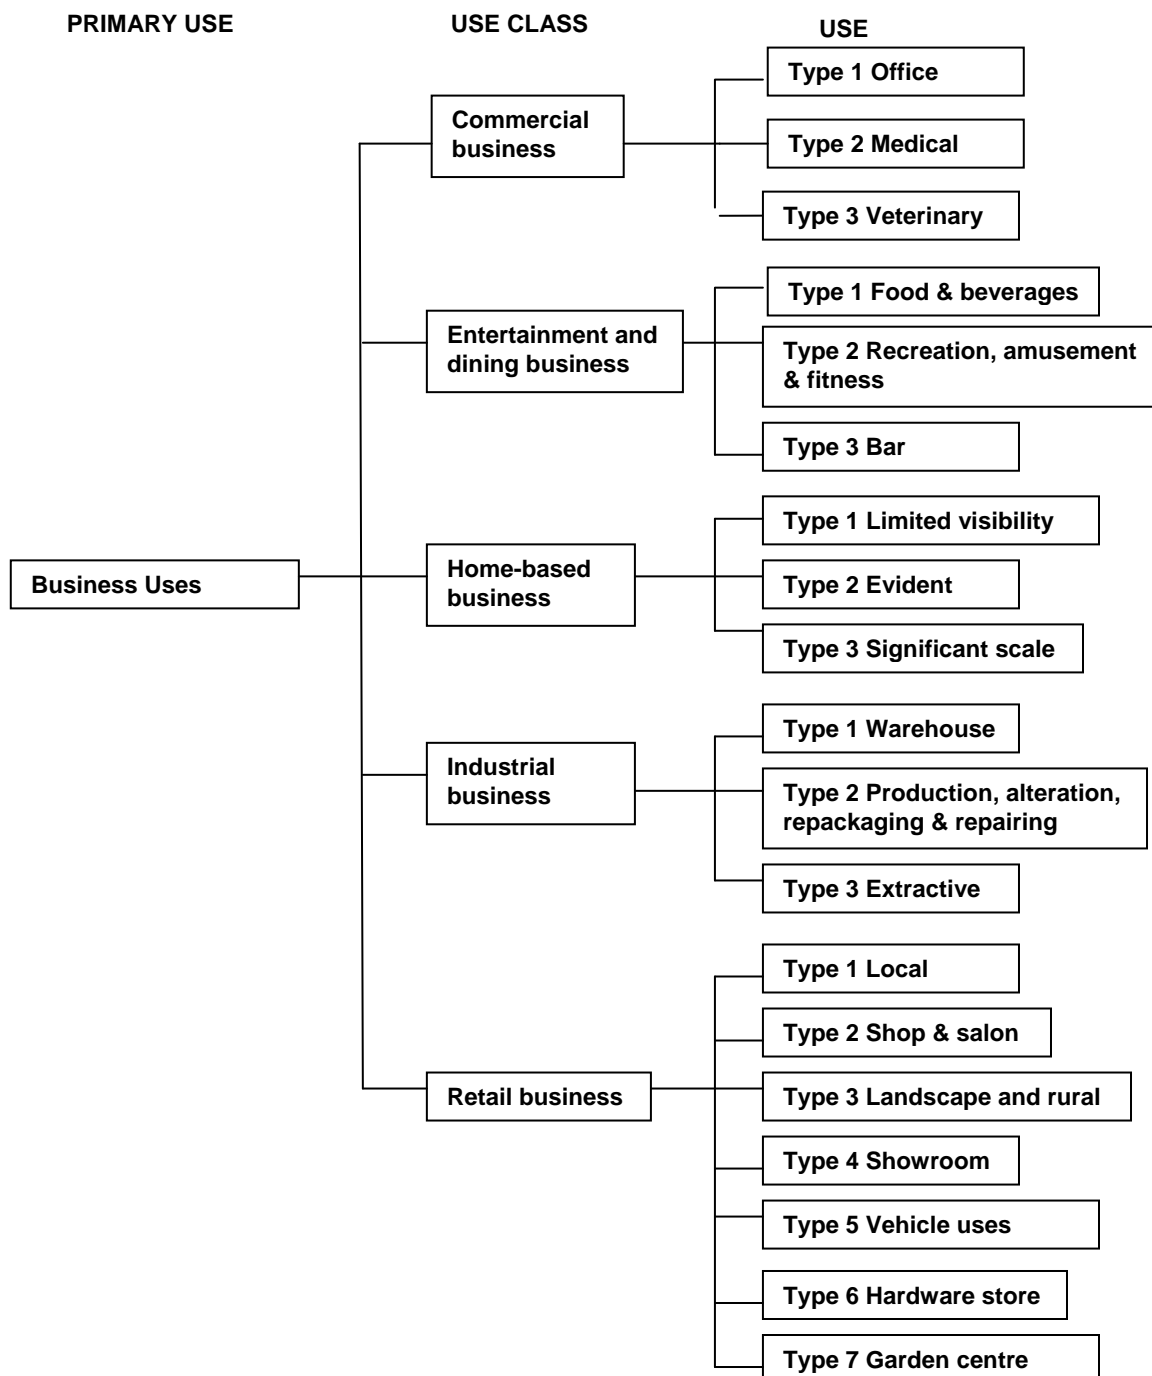 PRIMARY USE
USE CLASS
USE
Commercial
business
Type 1 Office
Type 2 Medical
Type 3 Veterinary
Entertainment and
dining business
Type 1 Food & beverages
Type 2 Recreation, amusement
& fitness
Type 3 Bar
Business Uses
Home-based
business
Type 1 Limited visibility
Type 2 Evident
Type 3 Significant scale
Industrial
business
Type 1 Warehouse
Type 2 Production, alteration,
repackaging & repairing
Type 3 Extractive
Retail business
Type 1 Local
Type 2 Shop & salon
Type 3 Landscape and rural
Type 4 Showroom
Type 5 Vehicle uses
Type 6 Hardware store
Type 7 Garden centre